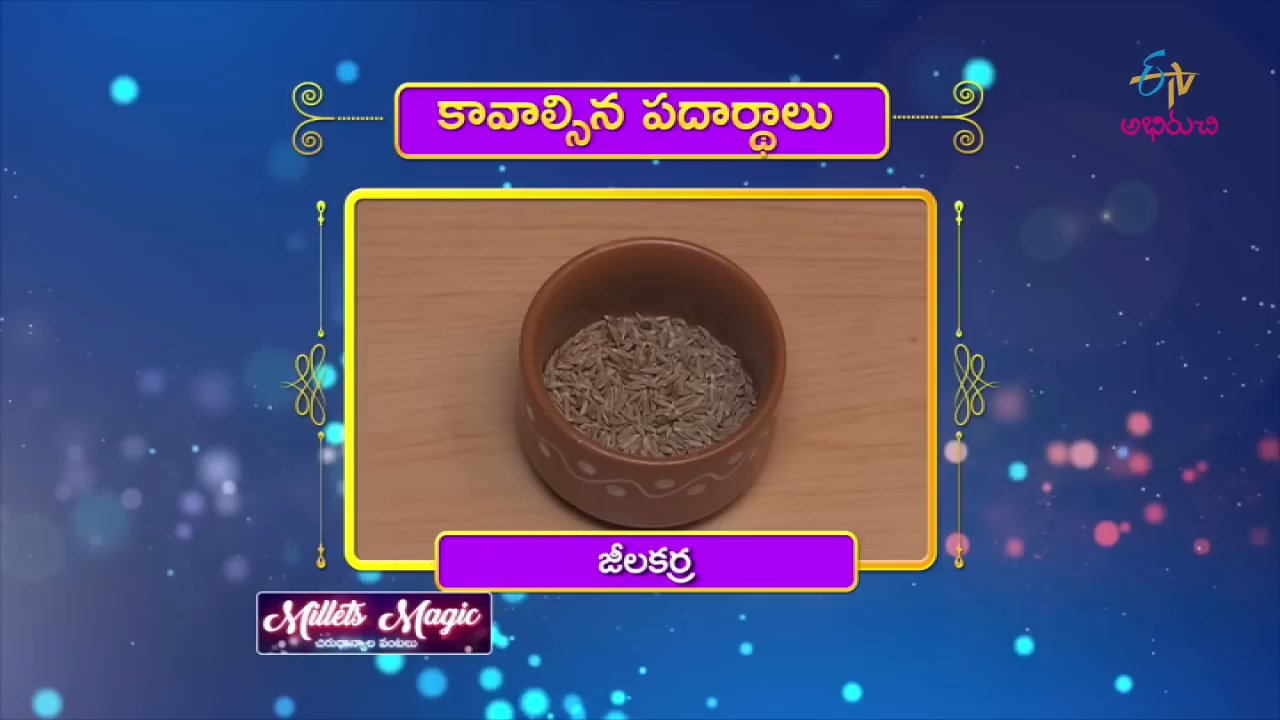 కావాల్సిన పదార్థాలు
ETV
అభిరుచి
జీలకర్ర
Millets Magic
చిరుధాన్యాల వంటలు